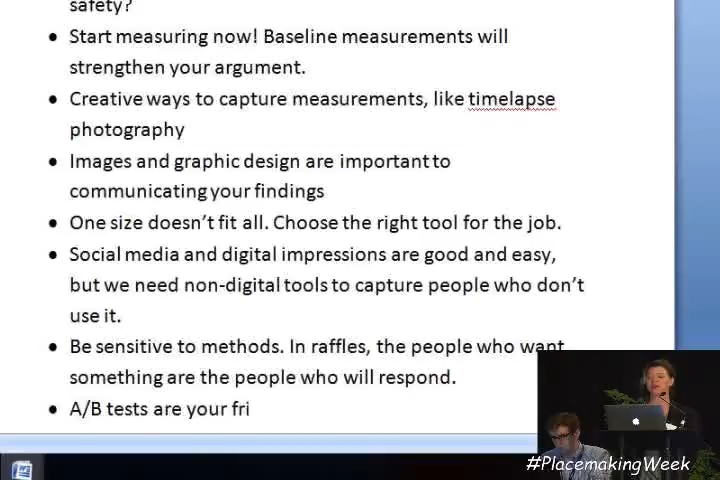 safety?
• Start measuring now! Baseline measurements will
strengthen your argument.
• Creative ways to capture measurements, like timelapse
photography
• Images and graphic design are important to
communicating your findings
• One size doesn't fit all. Choose the right tool for the job.
• Social media and digital impressions are good and easy,
but we need non-digital tools to capture people who don't
use it.
• Be sensitive to methods. In raffles, the people who want
something are the people who will respond.
• A/B tests are your fri
#PlacemakingWeek